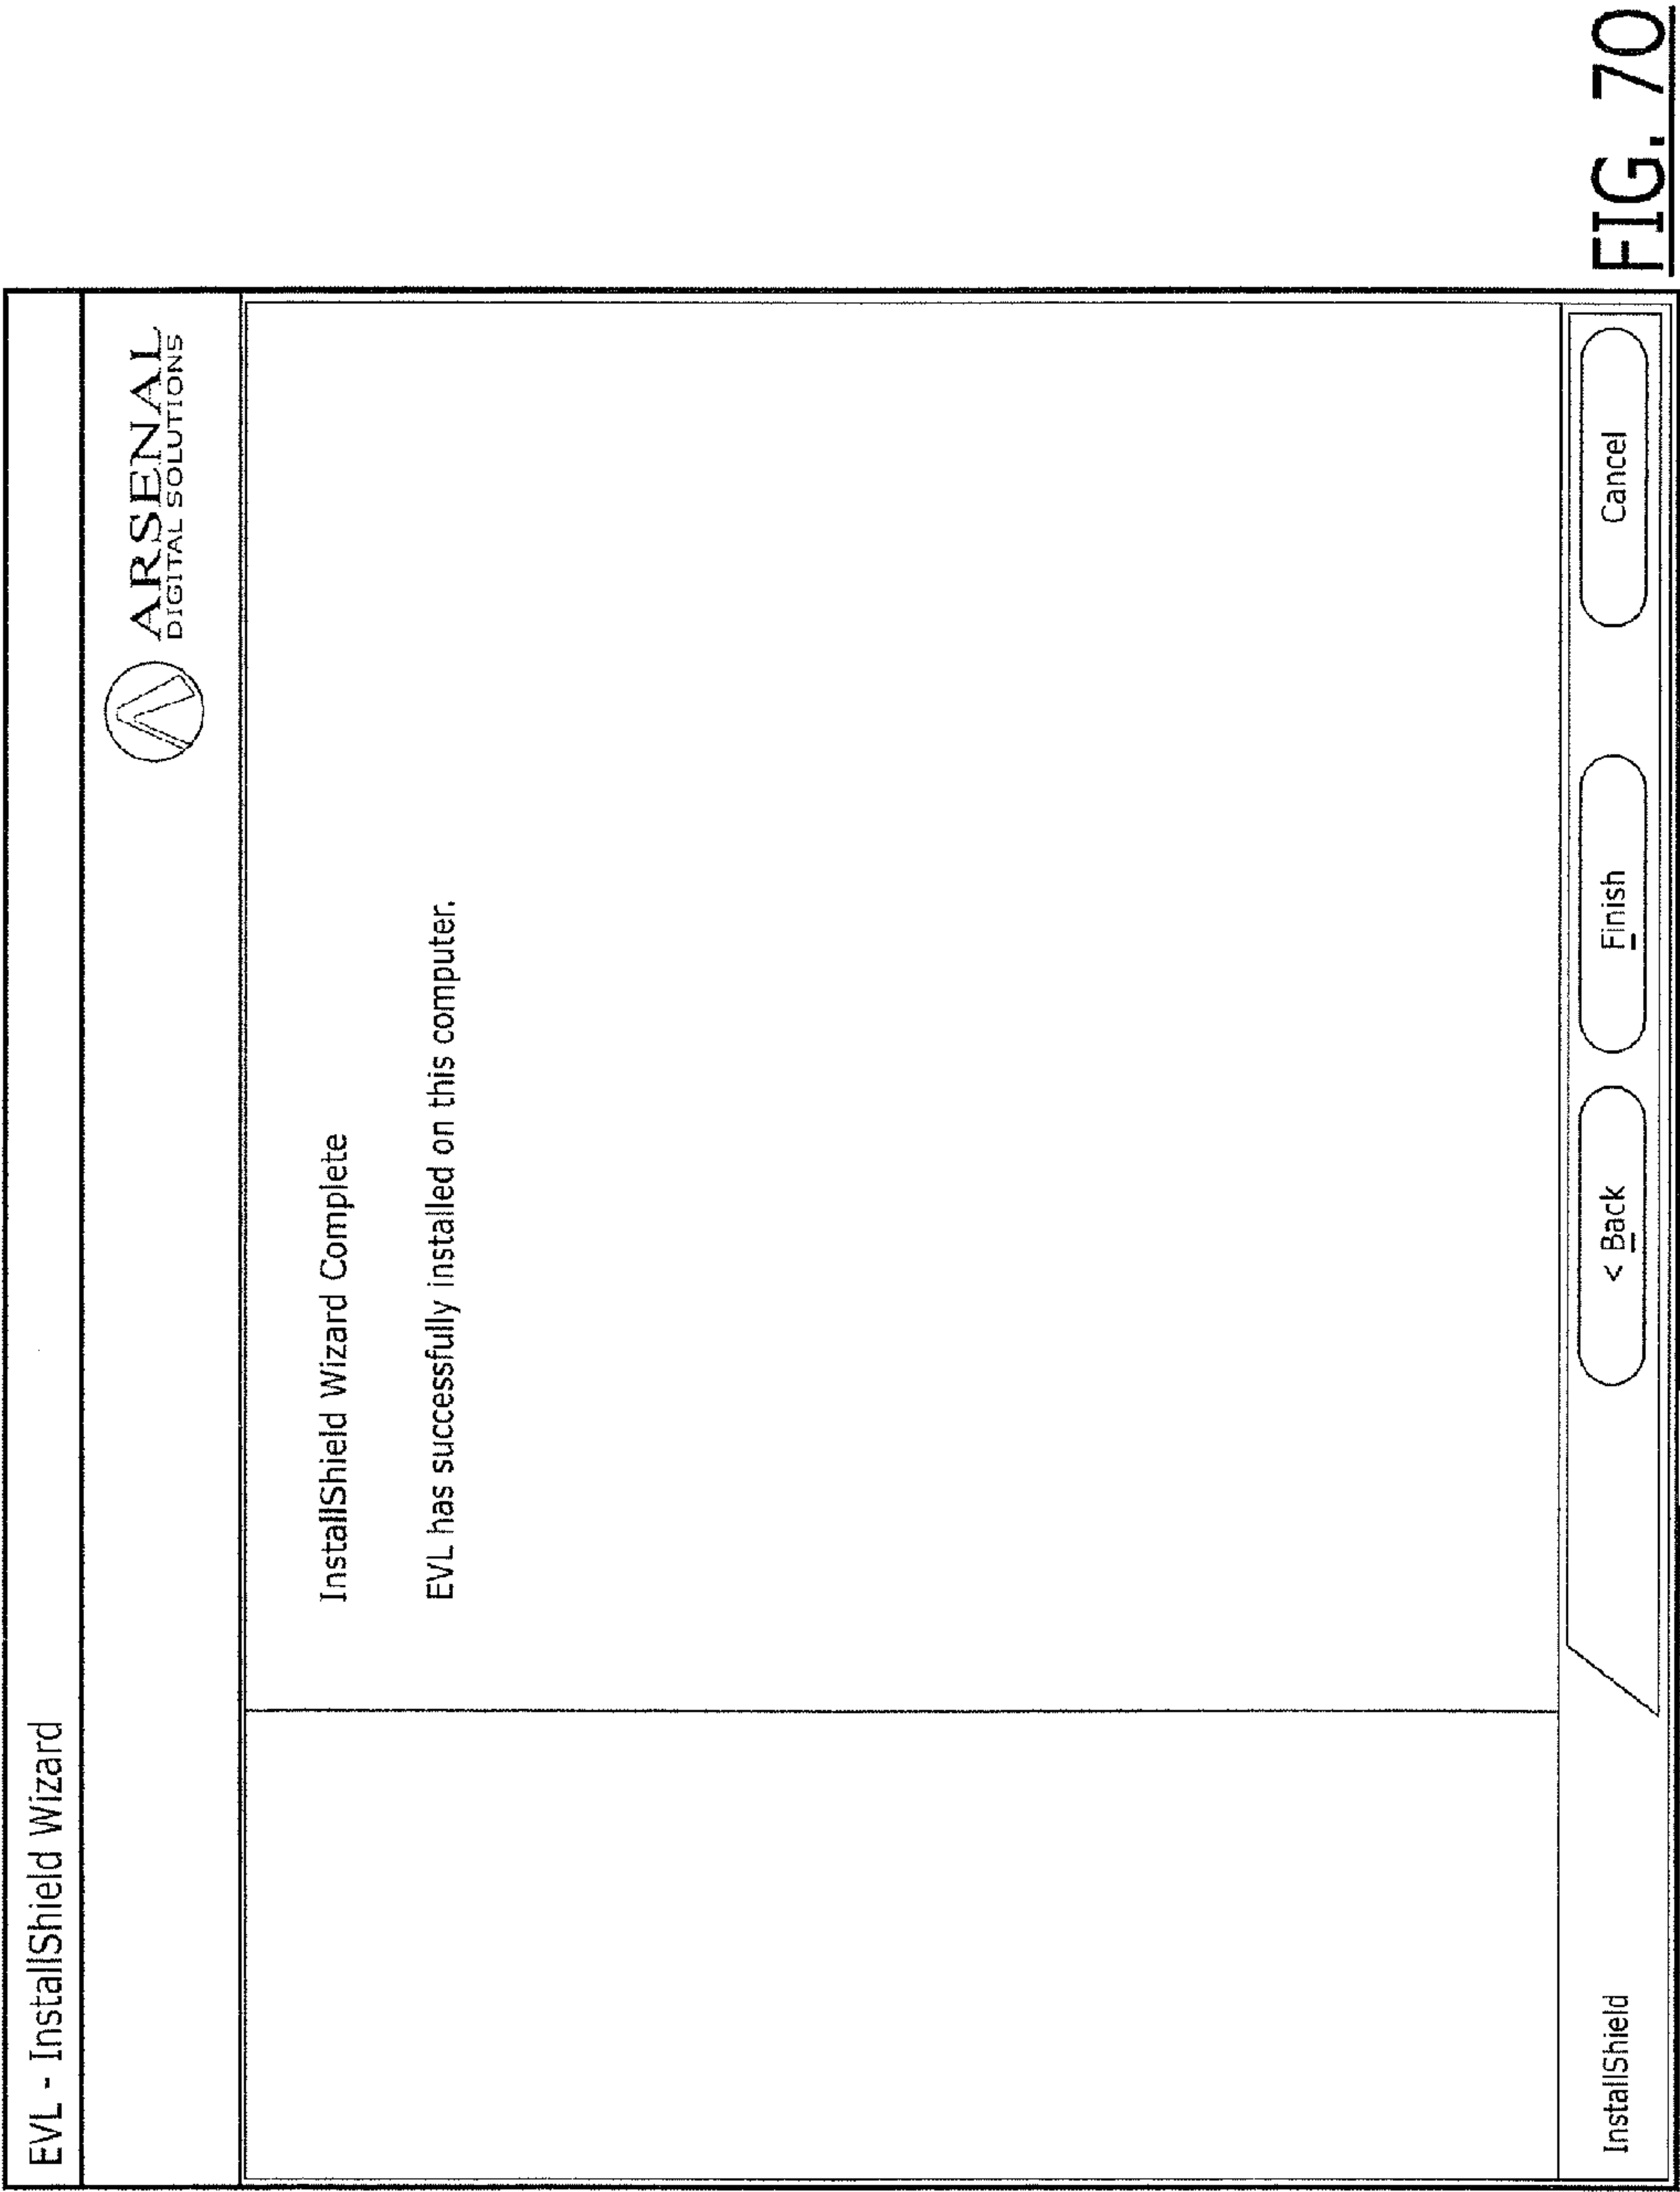 EVL - InstallShield Wizard
ARSENAL
DIGITAL SOLUTIONS
InstallShield Wizard Complete
EVL has successfully installed on this computer.
InstallShield
< Back
Finish
Cancel
FIG. 70